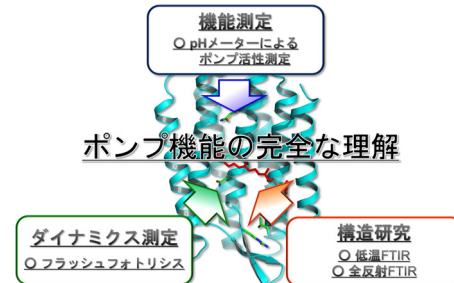 機能測定
○ pHメーターによる
ポンプ活性測定
ポンプ機能の完全な理解
ダイナミクス測定
○ フラッシュフォトリシス
構造研究
○ 低温FTIR
○ 全反射FTIR